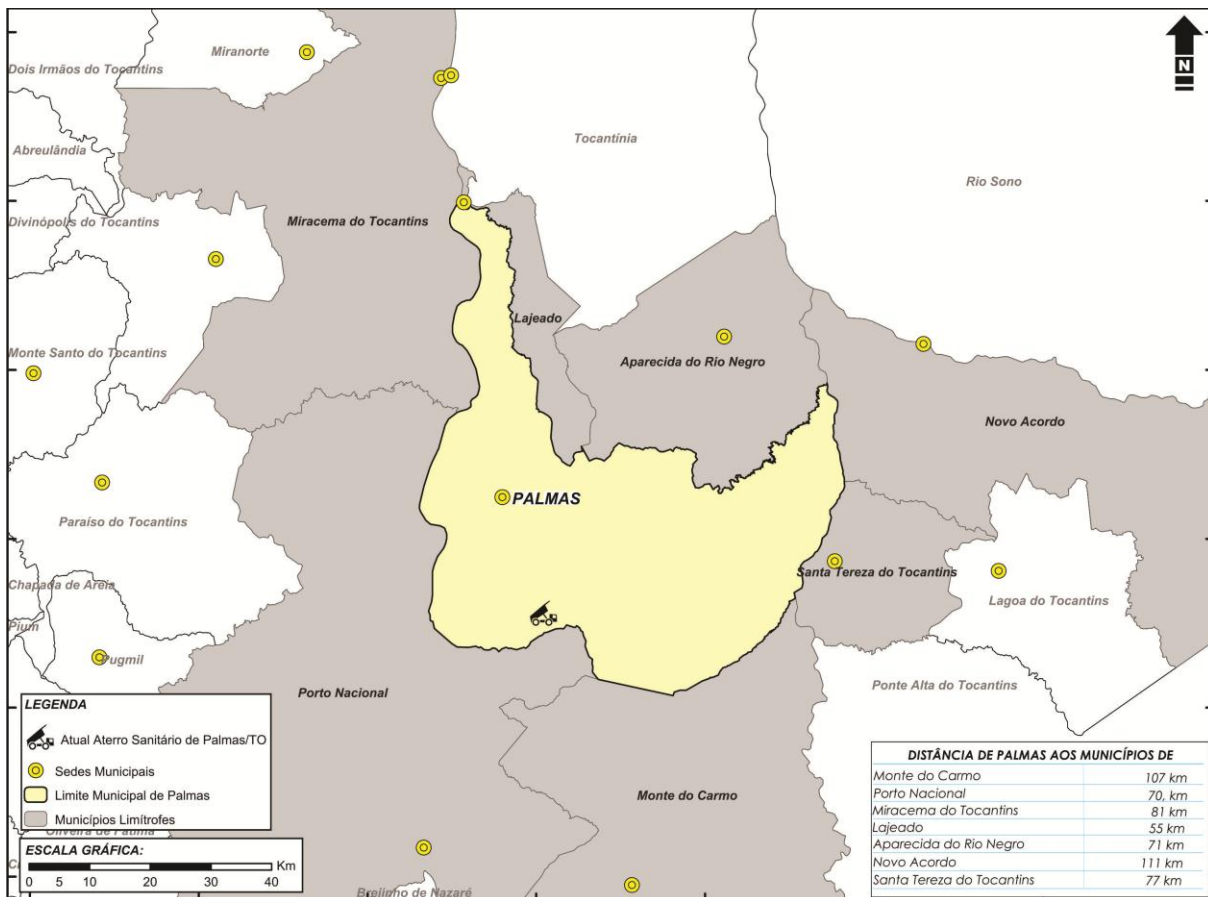 Miranorte
Dois Irmãos do Tocantins
N
Tocantínia
Abreulândia
Rio Sono
Divinópolis do Tocantins
Miracema do Tocantins
Lajeado
Monte Santo do Tocantins
Aparecida do Rio Negro
Novo Acordo
PALMAS
Paraíso do Tocantins
Santa Tereza do Tocantins
Chapada de Areia
Lagoa do Tocantins
Pium
Pugmil
Porto Nacional
Ponte Alta do Tocantins
Monte do Carmo
Oliveira de Fátima
Brejinho de Nazaré
LEGENDA
Atual Aterro Sanitário de Palmas/TO
Sedes Municipais
Limite Municipal de Palmas
Municípios Limítrofes
ESCALA GRÁFICA:
Km
0 5 10 20 30 40
DISTÂNCIA DE PALMAS AOS MUNICÍPIOS DE
Monte do Carmo 107 km
Porto Nacional 70, km
Miracema do Tocantins 81 km
Lajeado 55 km
Aparecida do Rio Negro 71 km
Novo Acordo 111 km
Santa Tereza do Tocantins 77 km